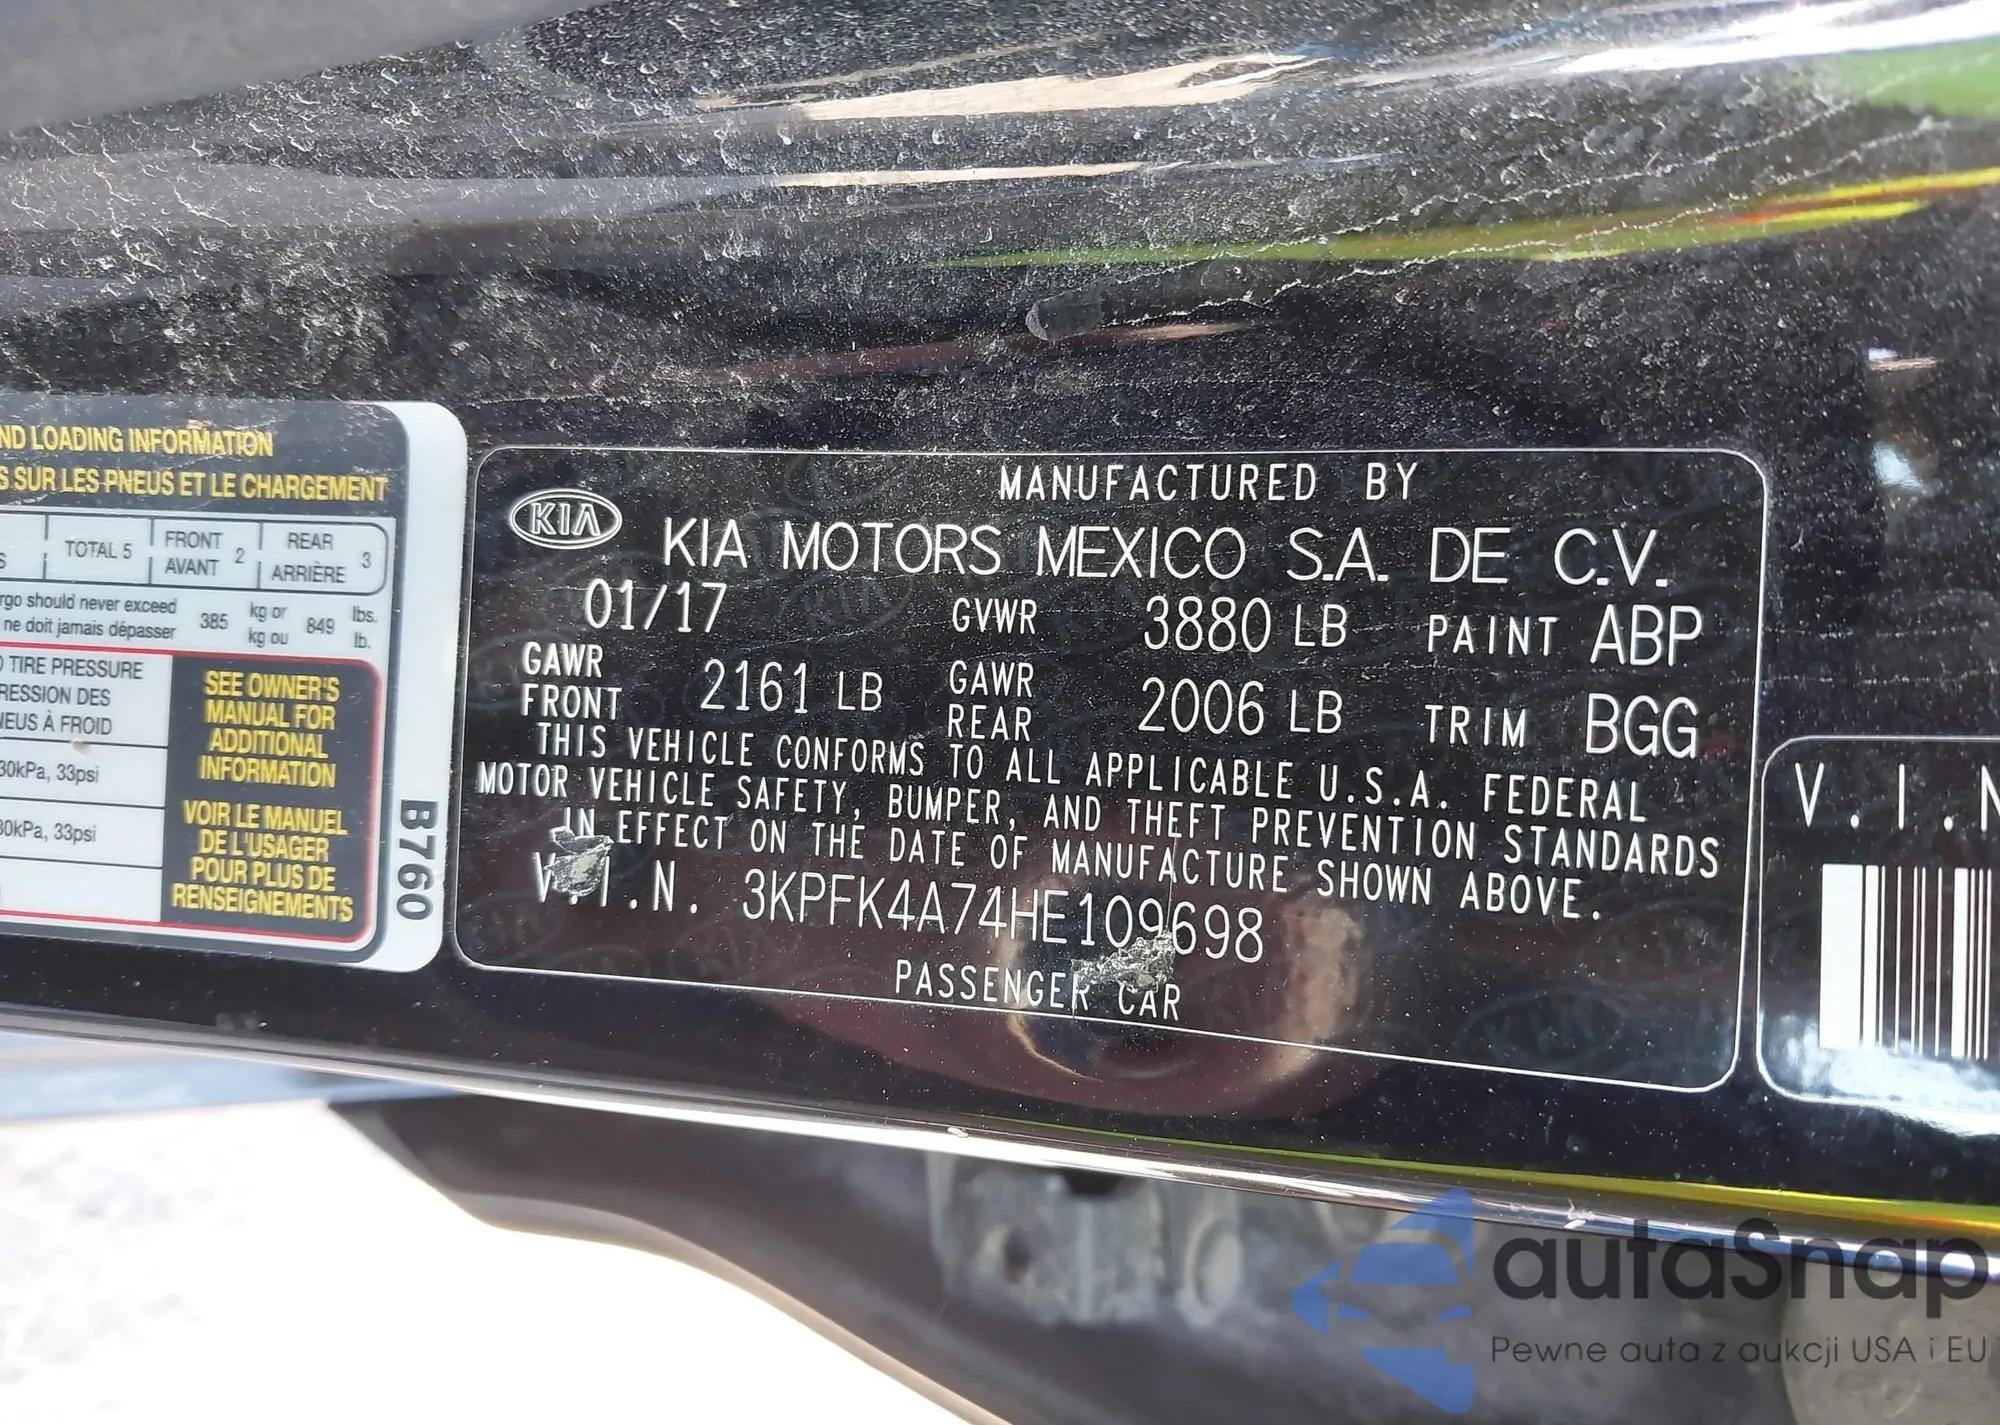 ND LOADING INFORMATION
S SUR LES PNEUS ET LE CHARGEMENT
TOTAL 5
FRONT
AVANT
2
REAR
ARRIÈRE
3
rgo should never exceed
ne doit jamais dépasser
385
kg or
kg ou
849
lbs.
lb.
TIRE PRESSURE
RESSION DES
NEUS À FROID
30kPa, 33psi
30kPa, 33psi
SEE OWNER'S
MANUAL FOR
ADDITIONAL
INFORMATION
VOIR LE MANUEL
DE L'USAGER
POUR PLUS DE
RENSEIGNEMENTS
B760
MANUFACTURED BY
KIA
KIA MOTORS MEXICO S.A. DE C.V.
01/17 GVWR 3880 LB PAINT ABP
GAWR FRONT 2161 LB GAWR REAR 2006 LB TRIM BGG
THIS VEHICLE CONFORMS TO ALL APPLICABLE U.S.A. FEDERAL
MOTOR VEHICLE SAFETY, BUMPER, AND THEFT PREVENTION STANDARDS
IN EFFECT ON THE DATE OF MANUFACTURE SHOWN ABOVE.
V.I.N. 3KPFK4A74HE109698
PASSENGER CAR
V.I.N
autaSnap
Pewne auta z aukcji USA i EU